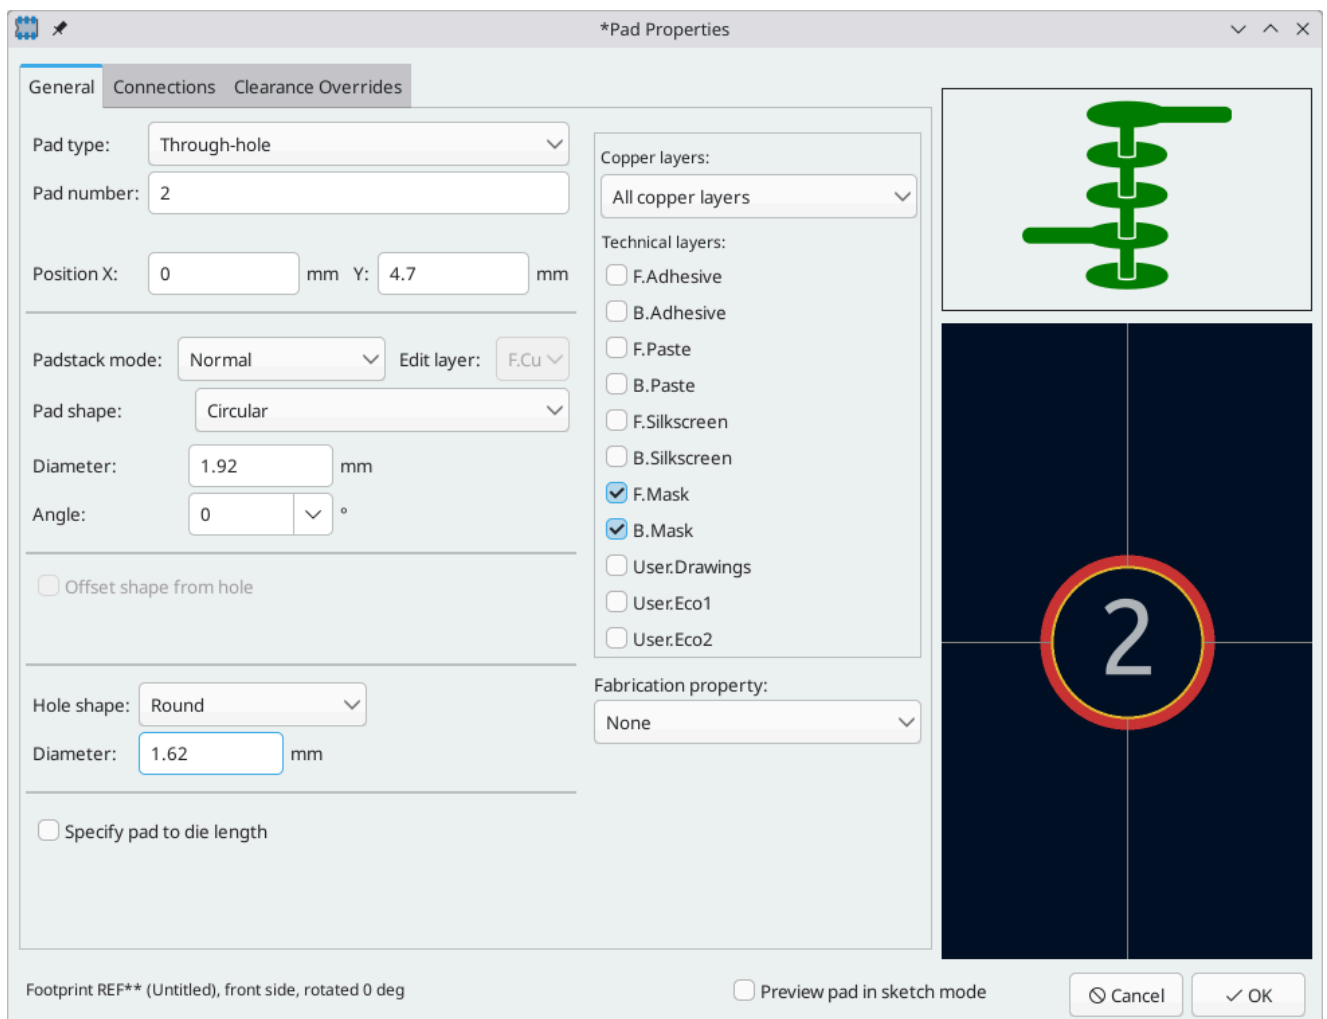 *Pad Properties
General Connections Clearance Overrides
Pad type: Through-hole
Pad number: 2
Position X: 0 mm Y: 4.7 mm
Padstack mode: Normal Edit layer: F.Cu
Pad shape: Circular
Diameter: 1.92 mm
Angle: 0 °
Offset shape from hole
Hole shape: Round
Diameter: 1.62 mm
Specify pad to die length
Copper layers:
All copper layers
Technical layers:
F.Adhesive
B.Adhesive
F.Paste
B.Paste
F.Silkscreen
B.Silkscreen
F.Mask
B.Mask
User.Drawings
User.Eco1
User.Eco2
Fabrication property:
None
2
Footprint REF** (Untitled), front side, rotated 0 deg
Preview pad in sketch mode
Cancel
OK